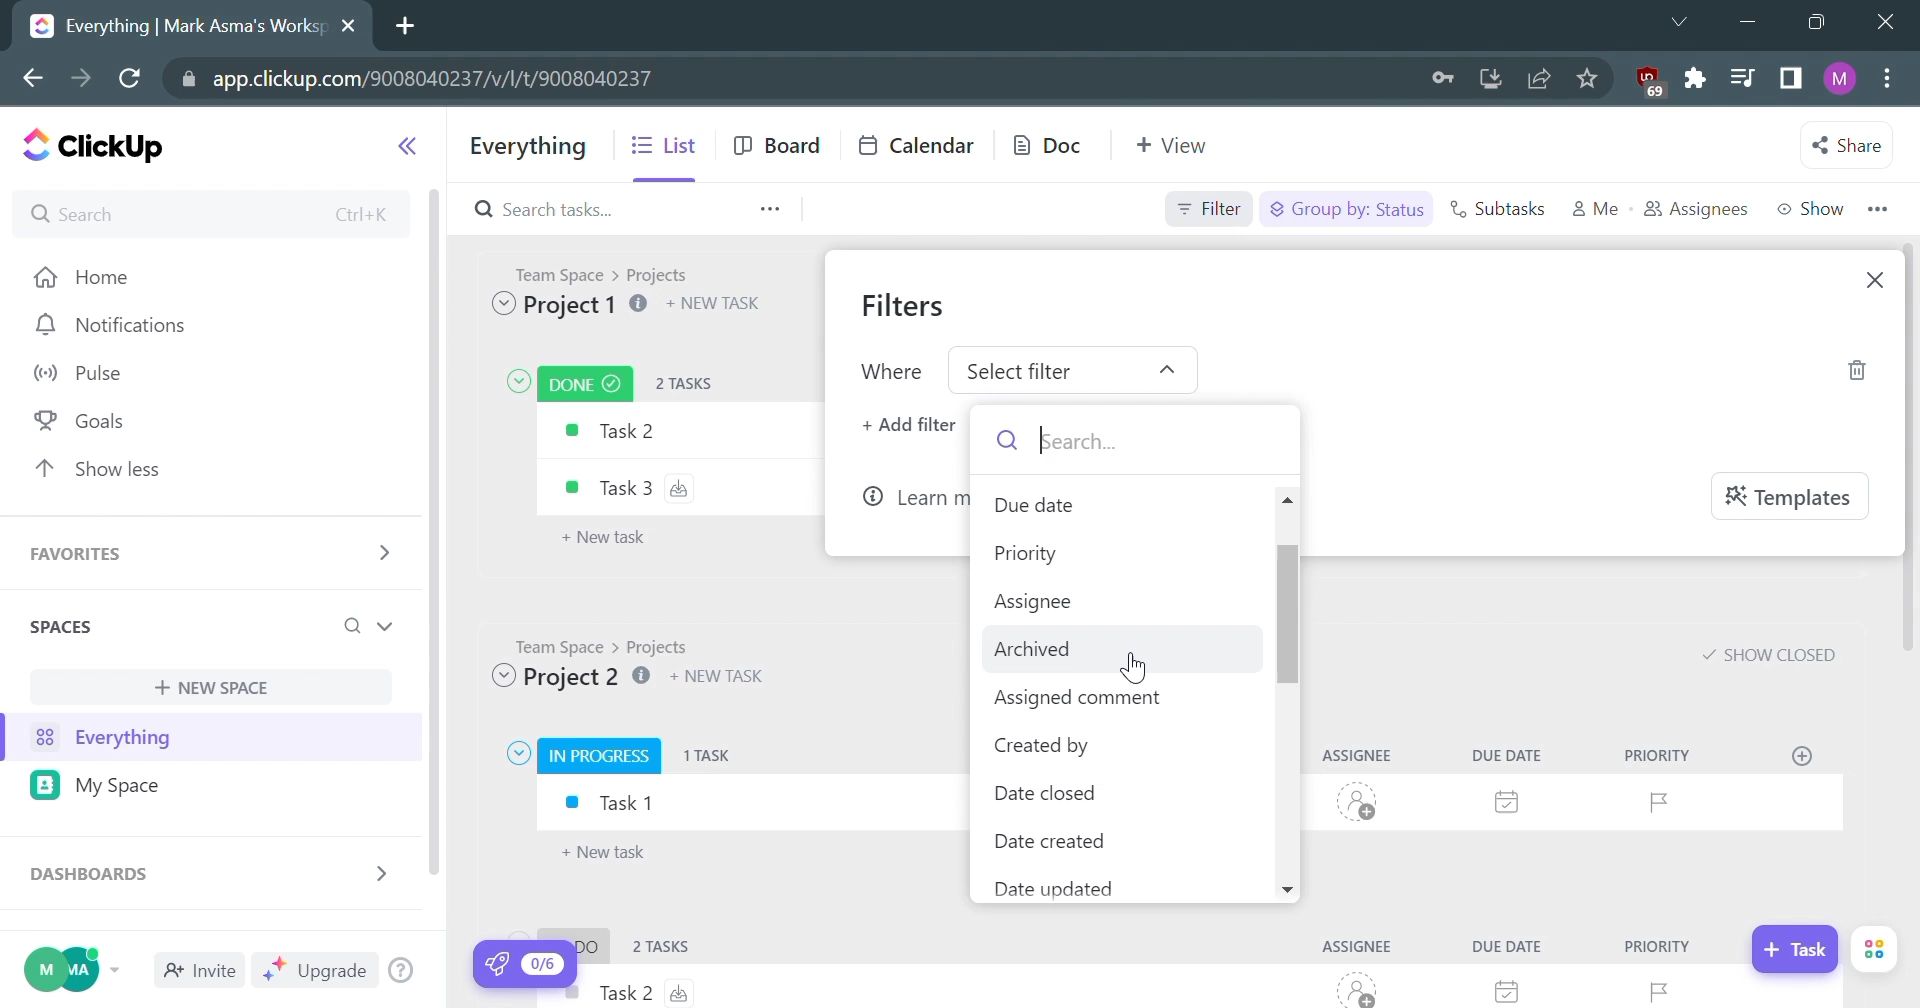 Everything | Mark Asma's Worksp
app.clickup.com/9008040237/v/l/t/9008040237
69
M
ClickUp
Search Ctrl+K
Home
Notifications
Pulse
Goals
Show less
FAVORITES
SPACES
+ NEW SPACE
Everything
My Space
DASHBOARDS
M MA
Invite
Upgrade
?
Everything
List
Board
Calendar
Doc
+ View
Share
Search tasks...
Filter
Group by: Status
Subtasks
Me
Assignees
Show
Team Space > Projects
Project 1 + NEW TASK
DONE 2 TASKS
Task 2
Task 3
+ New task
Filters
Where Select filter
+ Add filter
Learn m
Templates
Search...
Due date
Priority
Assignee
Archived
Assigned comment
Created by
Date closed
Date created
Date updated
Team Space > Projects
Project 2 + NEW TASK
SHOW CLOSED
IN PROGRESS 1 TASK ASSIGNEE DUE DATE PRIORITY
Task 1
+ New task
DO 2 TASKS ASSIGNEE DUE DATE PRIORITY
0/6
Task 2
+ Task